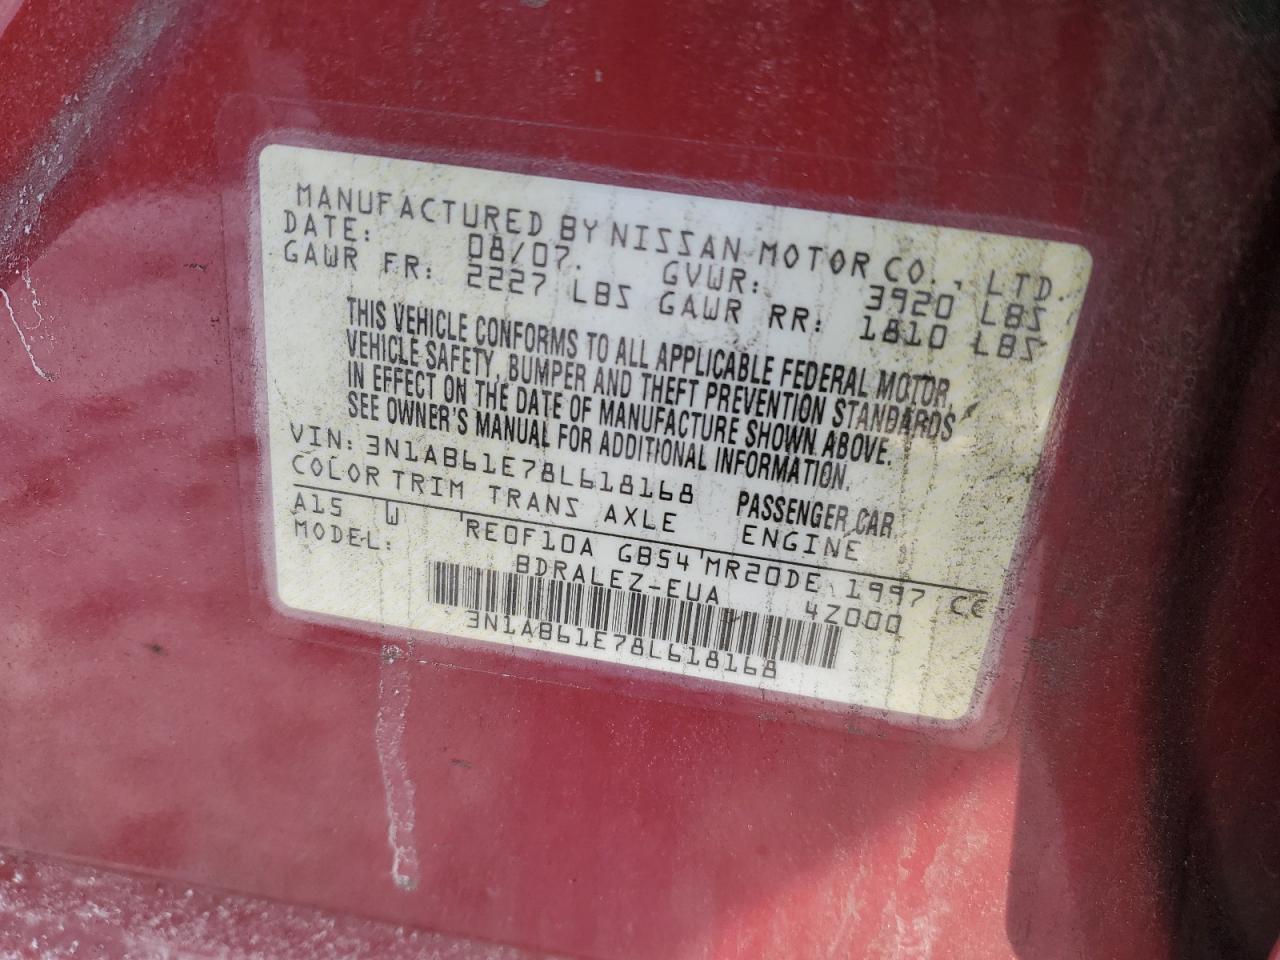 MANUFACTURED BY NISSAN MOTOR CO., LTD.
DATE: 08/07. GVWR: 3920 LBS
GAWR FR: 2227 LBS GAWR RR: 1810 LBS
THIS VEHICLE CONFORMS TO ALL APPLICABLE FEDERAL MOTOR
VEHICLE SAFETY, BUMPER AND THEFT PREVENTION STANDARDS
IN EFFECT ON THE DATE OF MANUFACTURE SHOWN ABOVE.
SEE OWNER'S MANUAL FOR ADDITIONAL INFORMATION.
VIN: 3N1AB61E78L618168 PASSENGER CAR
COLOR TRIM TRANS AXLE ENGINE
A15 W RE0F10A GB54 MR20DE 1997 CC
MODEL: BDRALEZ-EUA 4Z000
3N1AB61E78L618168